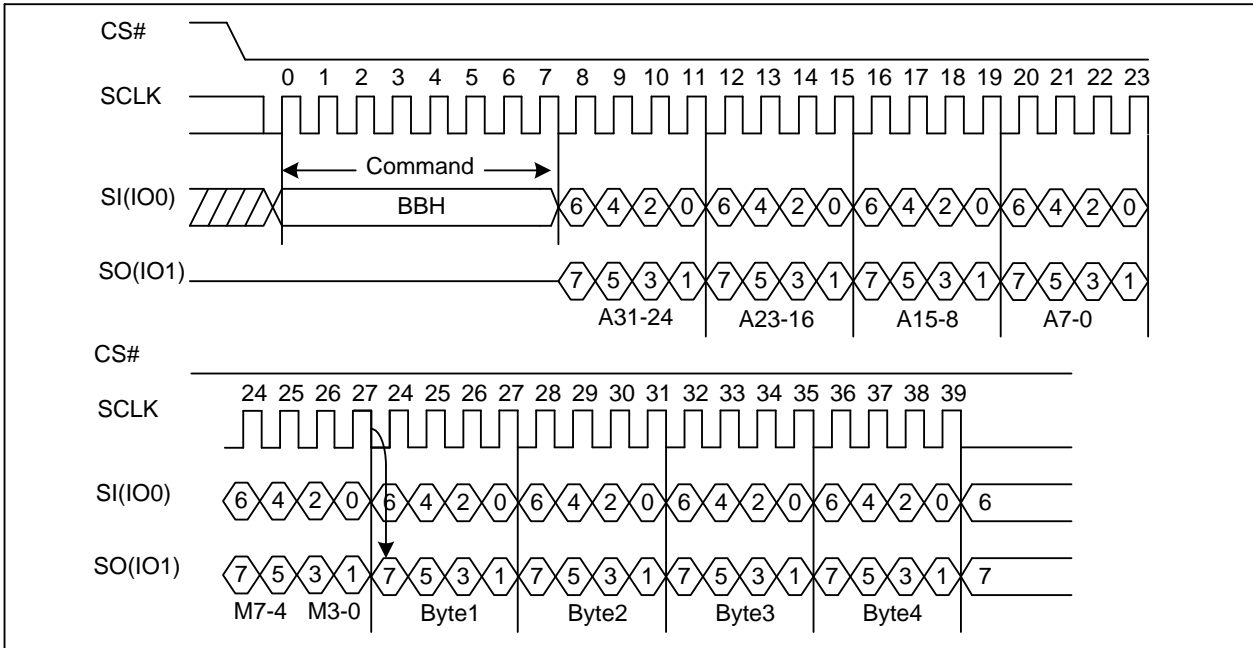 CS#
0 1 2 3 4 5 6 7 8 9 10 11 12 13 14 15 16 17 18 19 20 21 22 23
SCLK
Command
SI(IO0)
BBH
6 4 2 0 6 4 2 0 6 4 2 0 6 4 2 0
SO(IO1)
7 5 3 1 7 5 3 1 7 5 3 1 7 5 3 1
A31-24 A23-16 A15-8 A7-0
CS#
24 25 26 27 24 25 26 27 28 29 30 31 32 33 34 35 36 37 38 39
SCLK
SI(IO0)
6 4 2 0 6 4 2 0 6 4 2 0 6 4 2 0 6 4 2 0 6
SO(IO1)
7 5 3 1 7 5 3 1 7 5 3 1 7 5 3 1 7 5 3 1 7
M7-4 M3-0 Byte1 Byte2 Byte3 Byte4